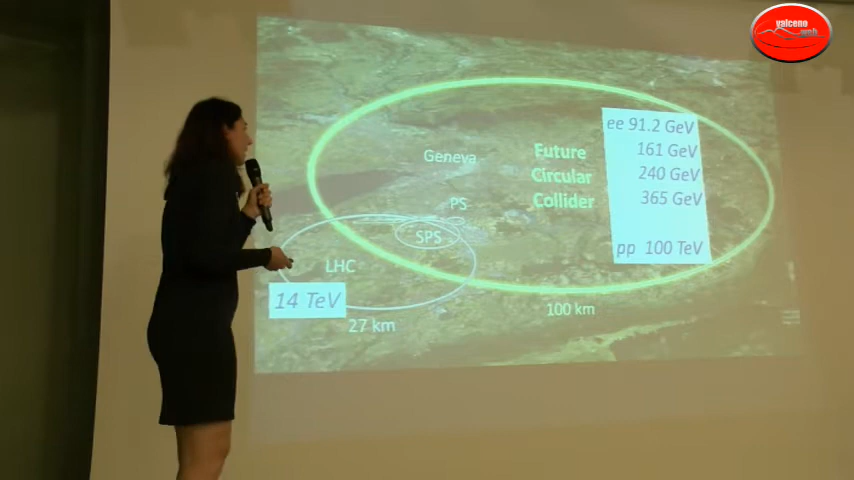 valceno
web
ee 91.2 GeV
161 GeV
240 GeV
365 GeV
pp 100 TeV
Geneva
Future
Circular
Collider
PS
SPS
LHC
14 TeV
27 km
100 km